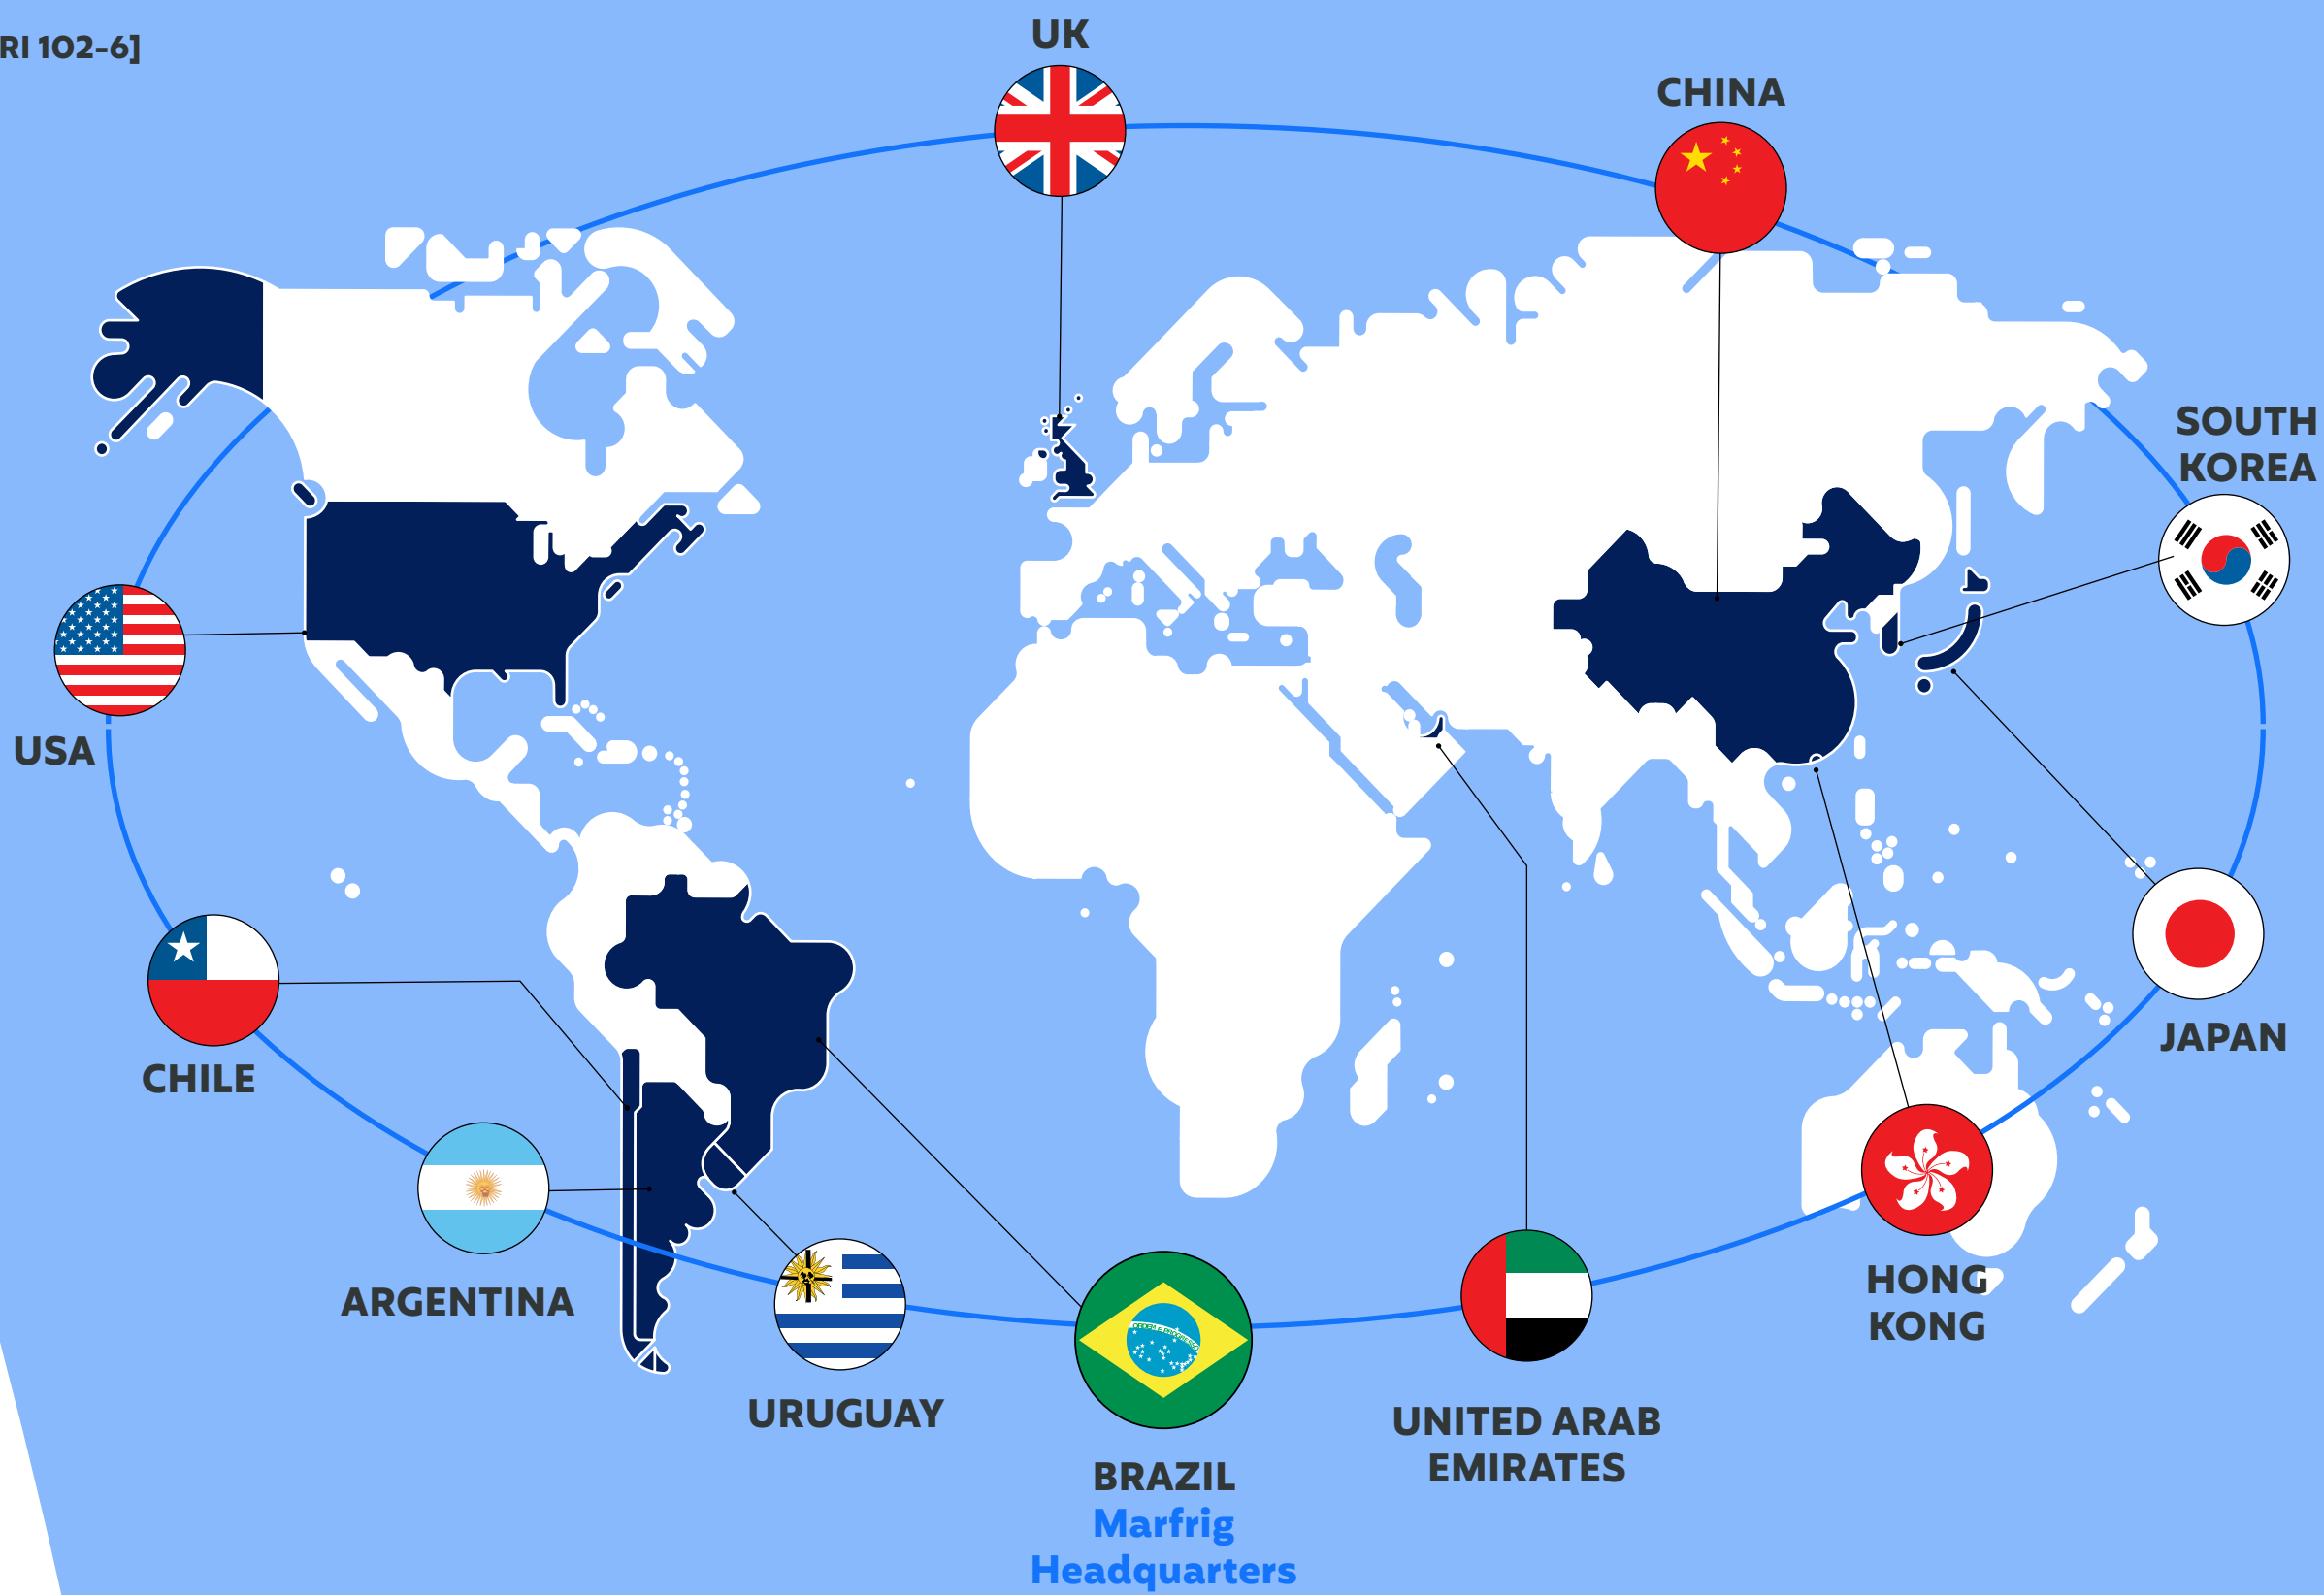 RI 102-6]
UK
CHINA
SOUTH
KOREA
USA
JAPAN
CHILE
HONG
KONG
ARGENTINA
URUGUAY
UNITED ARAB
EMIRATES
BRAZIL
Marfrig
Headquarters